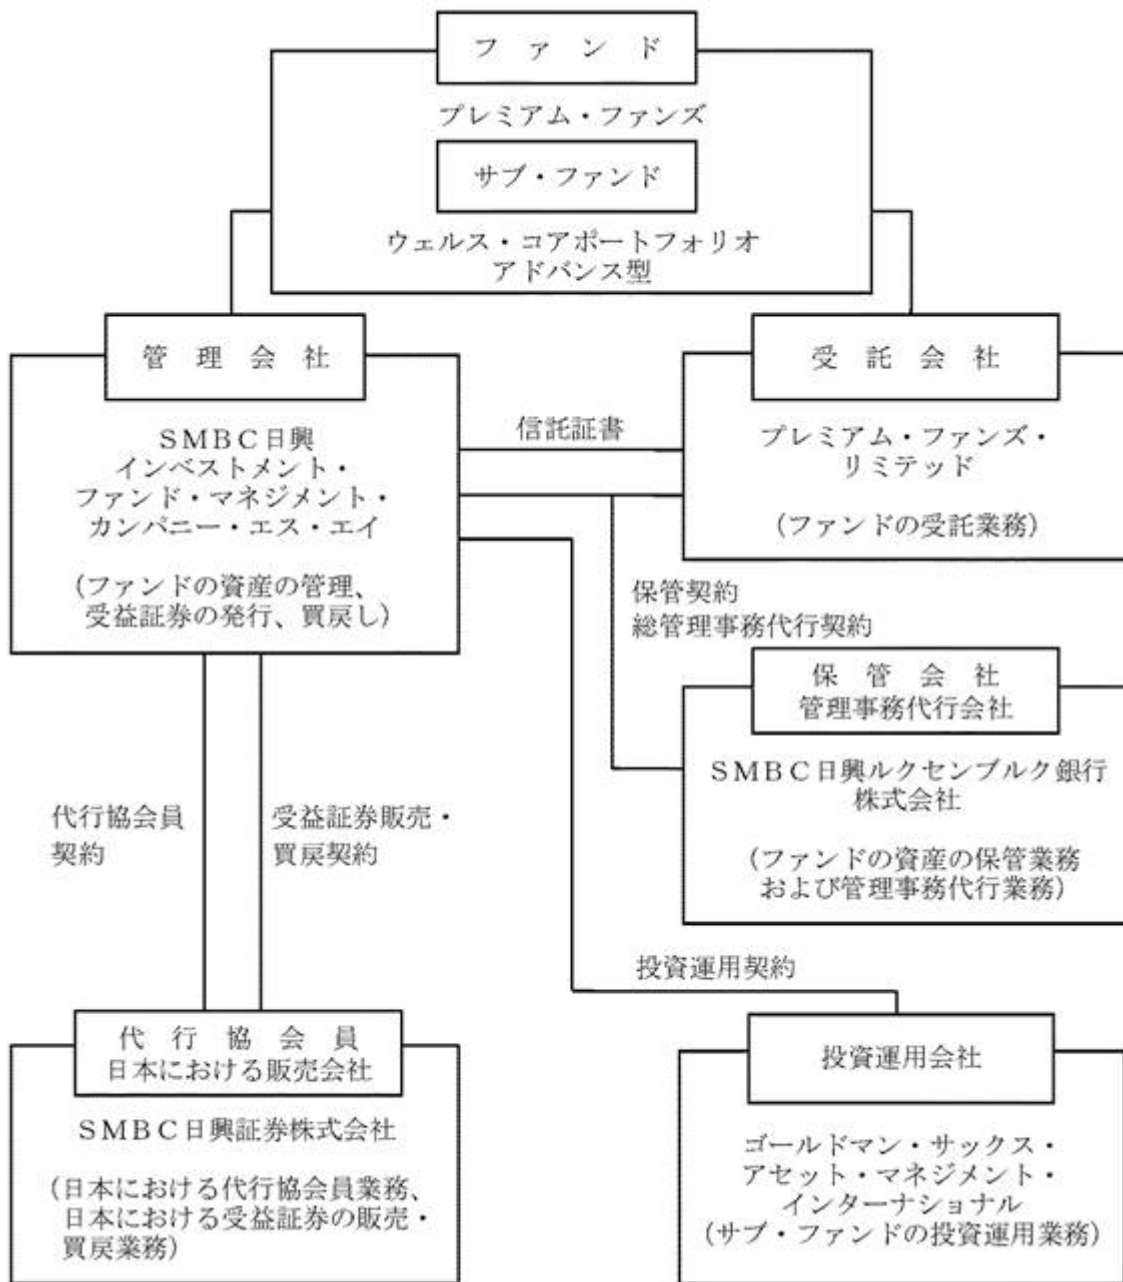 ファンド
プレミアム・ファンズ
サブ・ファンド
ウェルス・コアポートフォリオ
アドバンス型
管理会社
SMBC日興
インベストメント・
ファンド・マネジメント・
カンパニー・エス・エイ
(ファンドの資産の管理、
受益証券の発行、買戻し)
信託証書
受託会社
プレミアム・ファンズ・
リミテッド
(ファンドの受託業務)
保管契約
総管理事務代行契約
保管会社
管理事務代行会社
SMBC日興ルクセンブルク銀行
株式会社
(ファンドの資産の保管業務
および管理事務代行業務)
代行協会員
契約
受益証券販売・
買戻契約
投資運用契約
代行協会員
日本における販売会社
SMBC日興証券株式会社
(日本における代行協会員業務、
日本における受益証券の販売・
買戻業務)
投資運用会社
ゴールドマン・サックス・
アセット・マネジメント・
インターナショナル
(サブ・ファンドの投資運用業務)